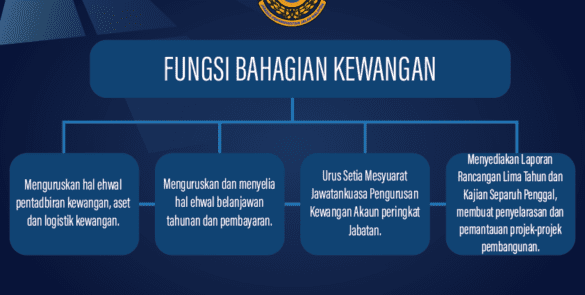 FUNGSI BAHAGIAN KEWANGAN
Menguruskan hal ehwal
pentadbiran kewangan, aset
dan logistik kewangan.
Menguruskan dan menyelia
hal ehwal belanjawan
tahunan dan pembayaran.
Urus Setia Mesyuarat
Jawatankuasa Pengurusan
Kewangan Akaun peringkat
Jabatan.
Menyediakan Laporan
Rancangan Lima Tahun dan
Kajian Separuh Penggal,
membuat penyelarasan dan
pemantauan projek-projek
pembangunan.